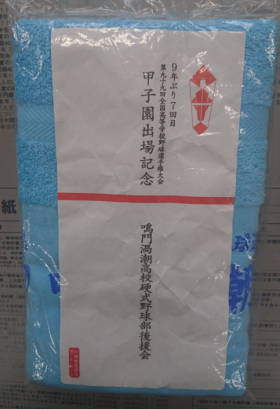 9年ぶり7回目
第九十九回全国高等学校野球選手権大会
甲子園出場記念
鳴門渦潮高校硬式野球部後援会
紙